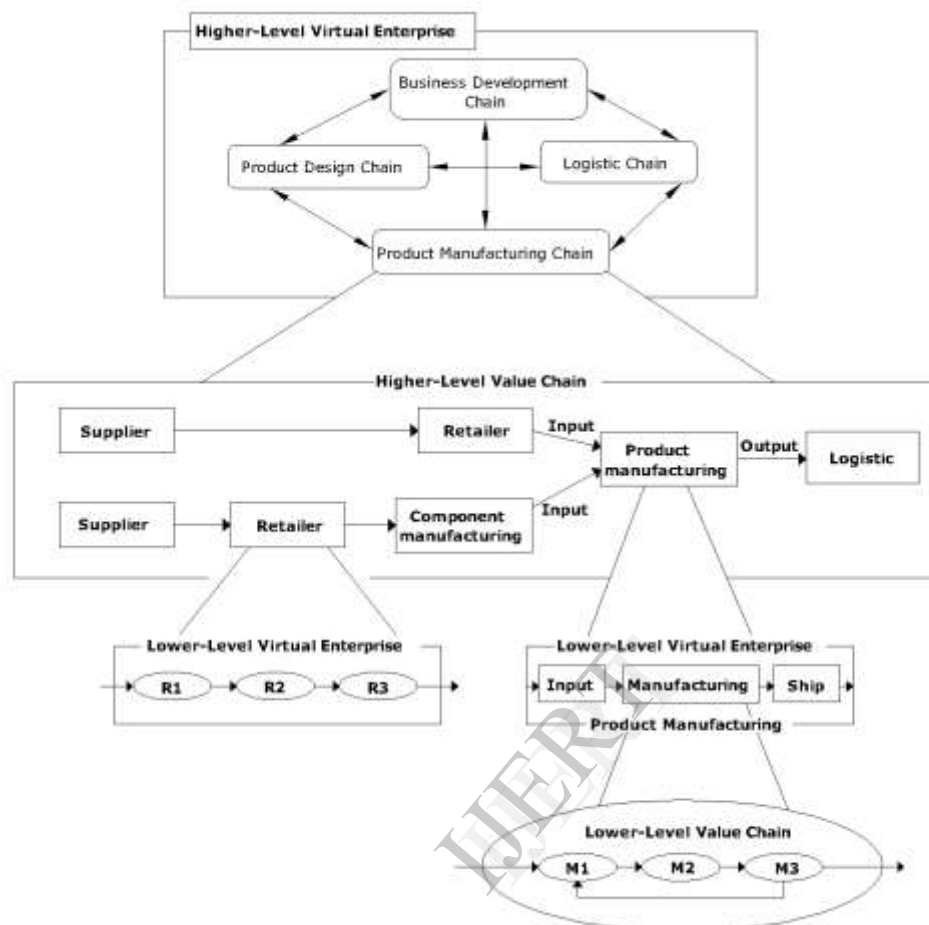 Higher-Level Virtual Enterprise
Business Development
Chain
Product Design Chain
Logistic Chain
Product Manufacturing Chain
Higher-Level Value Chain
Supplier
Retailer
Input
Product
manufacturing
Output
Logistic
Supplier
Retailer
Component
manufacturing
Input
Lower-Level Virtual Enterprise
R1
R2
R3
Lower-Level Virtual Enterprise
Input
Manufacturing
Ship
Product Manufacturing
Lower-Level Value Chain
M1
M2
M3
IJERT